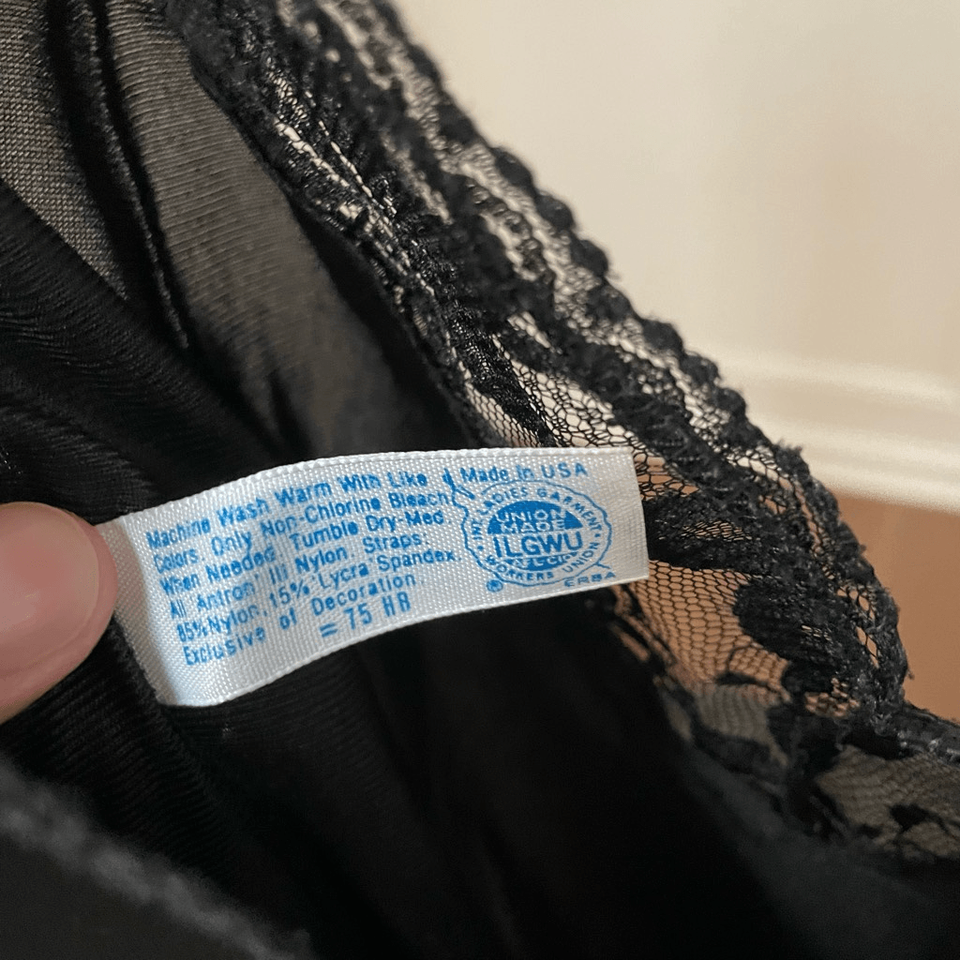 Machine Wash Warm With Like
Colors. Only Non-Chlorine Bleach
When Needed. Tumble Dry-Med.
All Antron III Nylon. Straps
85% Nylon, 15% Lycra Spandex.
Exclusive of Decoration.
= 75 HR
Made in USA
INT'L LADIES GARMENT WORKERS UNION
UNION
MADE
ILGWU
AFL-CIO
®